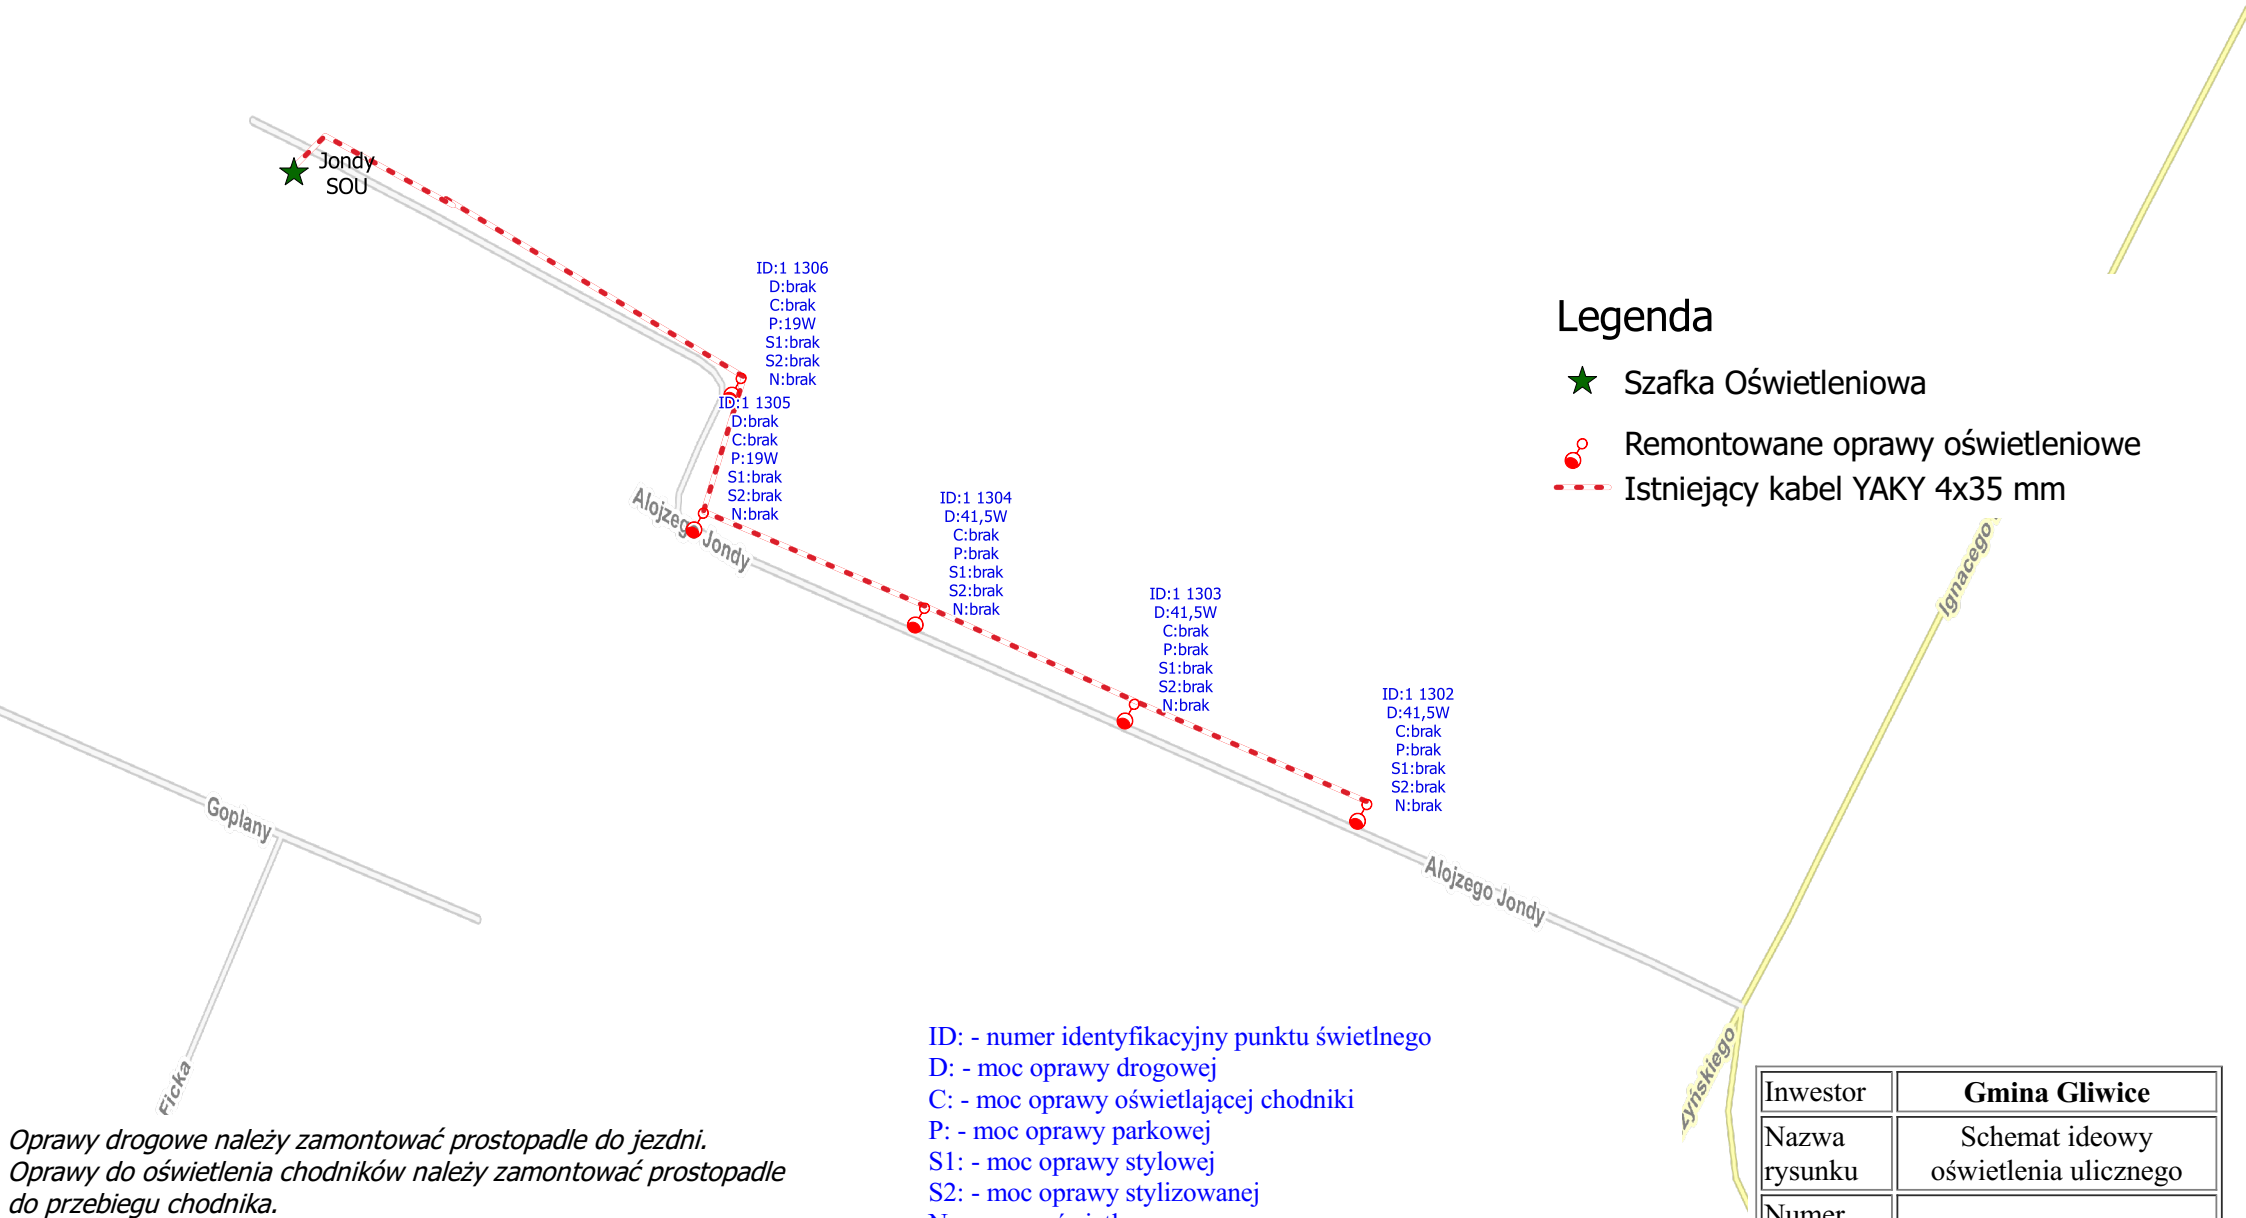 Jondy
SOU
ID:1 1306
D:brak
C:brak
P:19W
S1:brak
S2:brak
N:brak
ID:1 1305
D:brak
C:brak
P:19W
S1:brak
S2:brak
N:brak
Alojzego Jondy
ID:1 1304
D:41,5W
C:brak
P:brak
S1:brak
S2:brak
N:brak
ID:1 1303
D:41,5W
C:brak
P:brak
S1:brak
S2:brak
N:brak
ID:1 1302
D:41,5W
C:brak
P:brak
S1:brak
S2:brak
N:brak
Legenda
Szafka Oświetleniowa
Remontowane oprawy oświetleniowe
Istniejący kabel YAKY 4x35 mm
Ignacego
Goplany
Alojzego Jondy
Ficka
Oprawy drogowe należy zamontować prostopadle do jezdni.
Oprawy do oświetlenia chodników należy zamontować prostopadle
do przebiegu chodnika.
ID: - numer identyfikacyjny punktu świetlnego
D: - moc oprawy drogowej
C: - moc oprawy oświetlającej chodniki
P: - moc oprawy parkowej
S1: - moc oprawy stylowej
S2: - moc oprawy stylizowanej
Inwestor
Gmina Gliwice
Nazwa
rysunku
Schemat ideowy
oświetlenia ulicznego
Numer